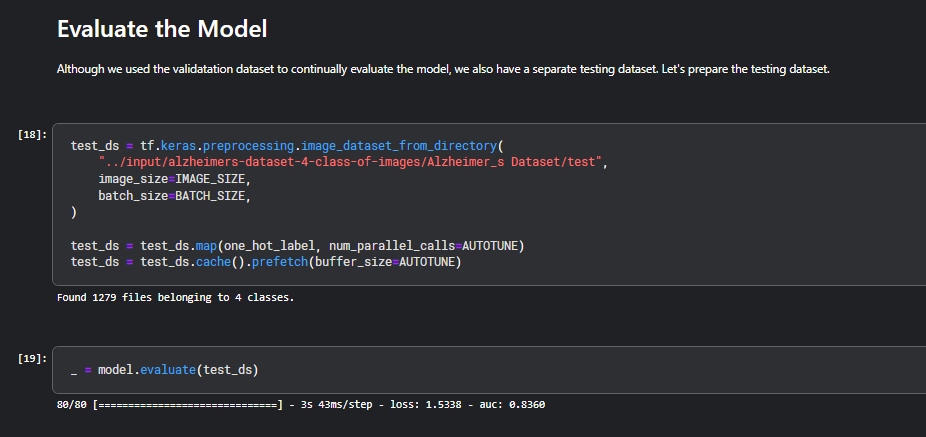 Evaluate the Model
Although we used the validatation dataset to continually evaluate the model, we also have a separate testing dataset. Let's prepare the testing dataset.
[18]:
test_ds = tf.keras.preprocessing.image_dataset_from_directory(
    "../input/alzheimers-dataset-4-class-of-images/Alzheimer_s Dataset/test",
    image_size=IMAGE_SIZE,
    batch_size=BATCH_SIZE,
)
test_ds = test_ds.map(one_hot_label, num_parallel_calls=AUTOTUNE)
test_ds = test_ds.cache().prefetch(buffer_size=AUTOTUNE)
Found 1279 files belonging to 4 classes.
[19]:
_ = model.evaluate(test_ds)
80/80 [==============================] - 3s 43ms/step - loss: 1.5338 - auc: 0.8360